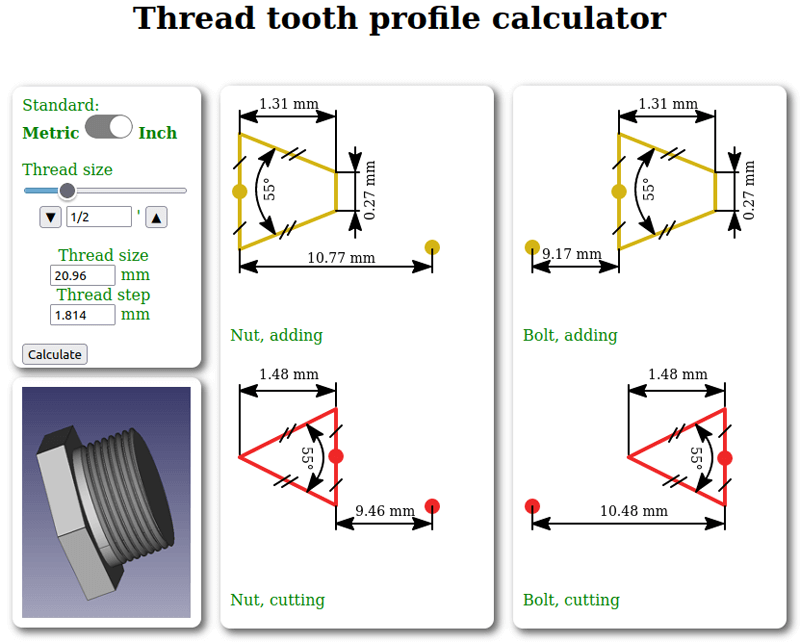 Thread tooth profile calculator
Standard:
Metric Inch
Thread size
▼ 1/2 ' ▲
Thread size
20.96 mm
Thread step
1.814 mm
Calculate
1.31 mm
55°
0.27 mm
10.77 mm
Nut, adding
1.48 mm
55°
9.46 mm
Nut, cutting
1.31 mm
55°
0.27 mm
9.17 mm
Bolt, adding
1.48 mm
55°
10.48 mm
Bolt, cutting